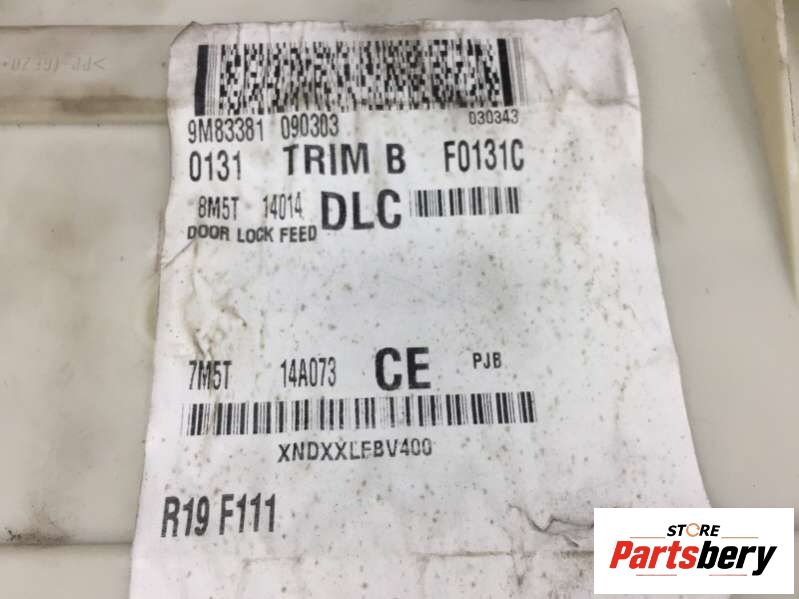 9M83381 090303 030343
0131 TRIM B F0131C
8M5T 14014 DLC
DOOR LOCK FEED
7M5T 14A073 CE PJB
XNDXXLFBV400
R19 F111
STORE
Partsbery